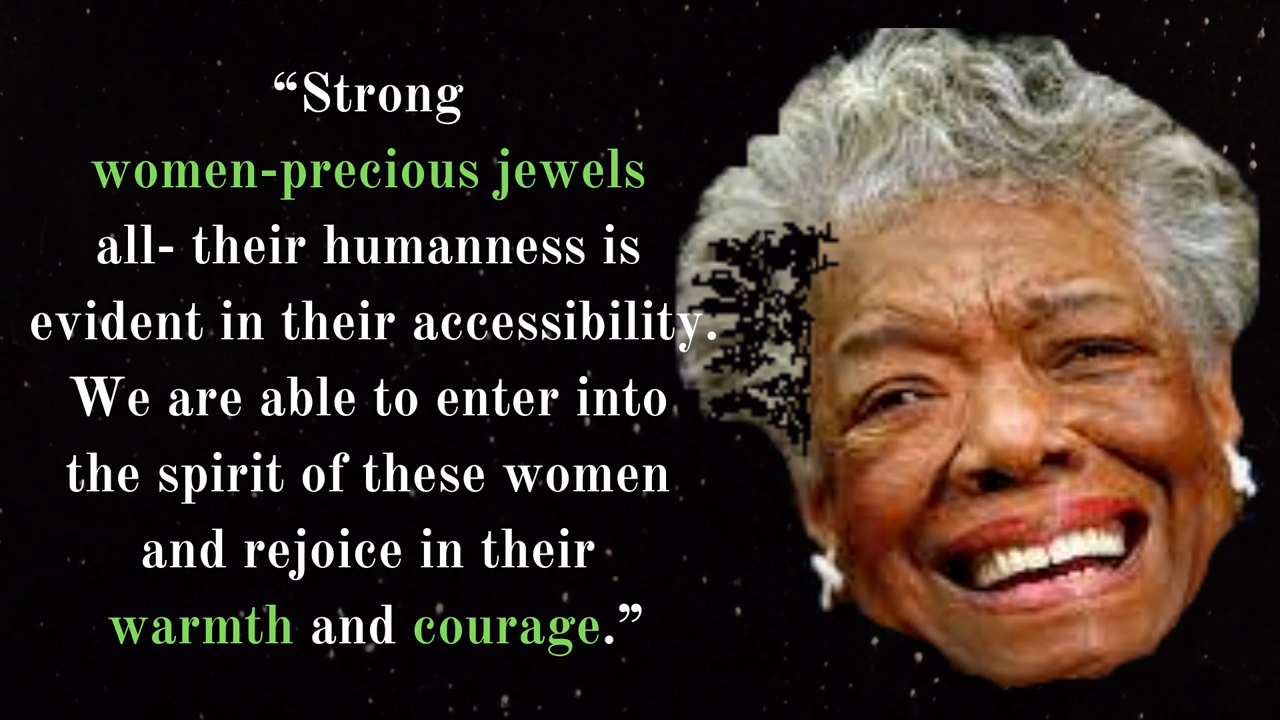 “Strong
women-precious jewels
all- their humanness is
evident in their accessibility.
We are able to enter into
the spirit of these women
and rejoice in their
warmth and courage.”